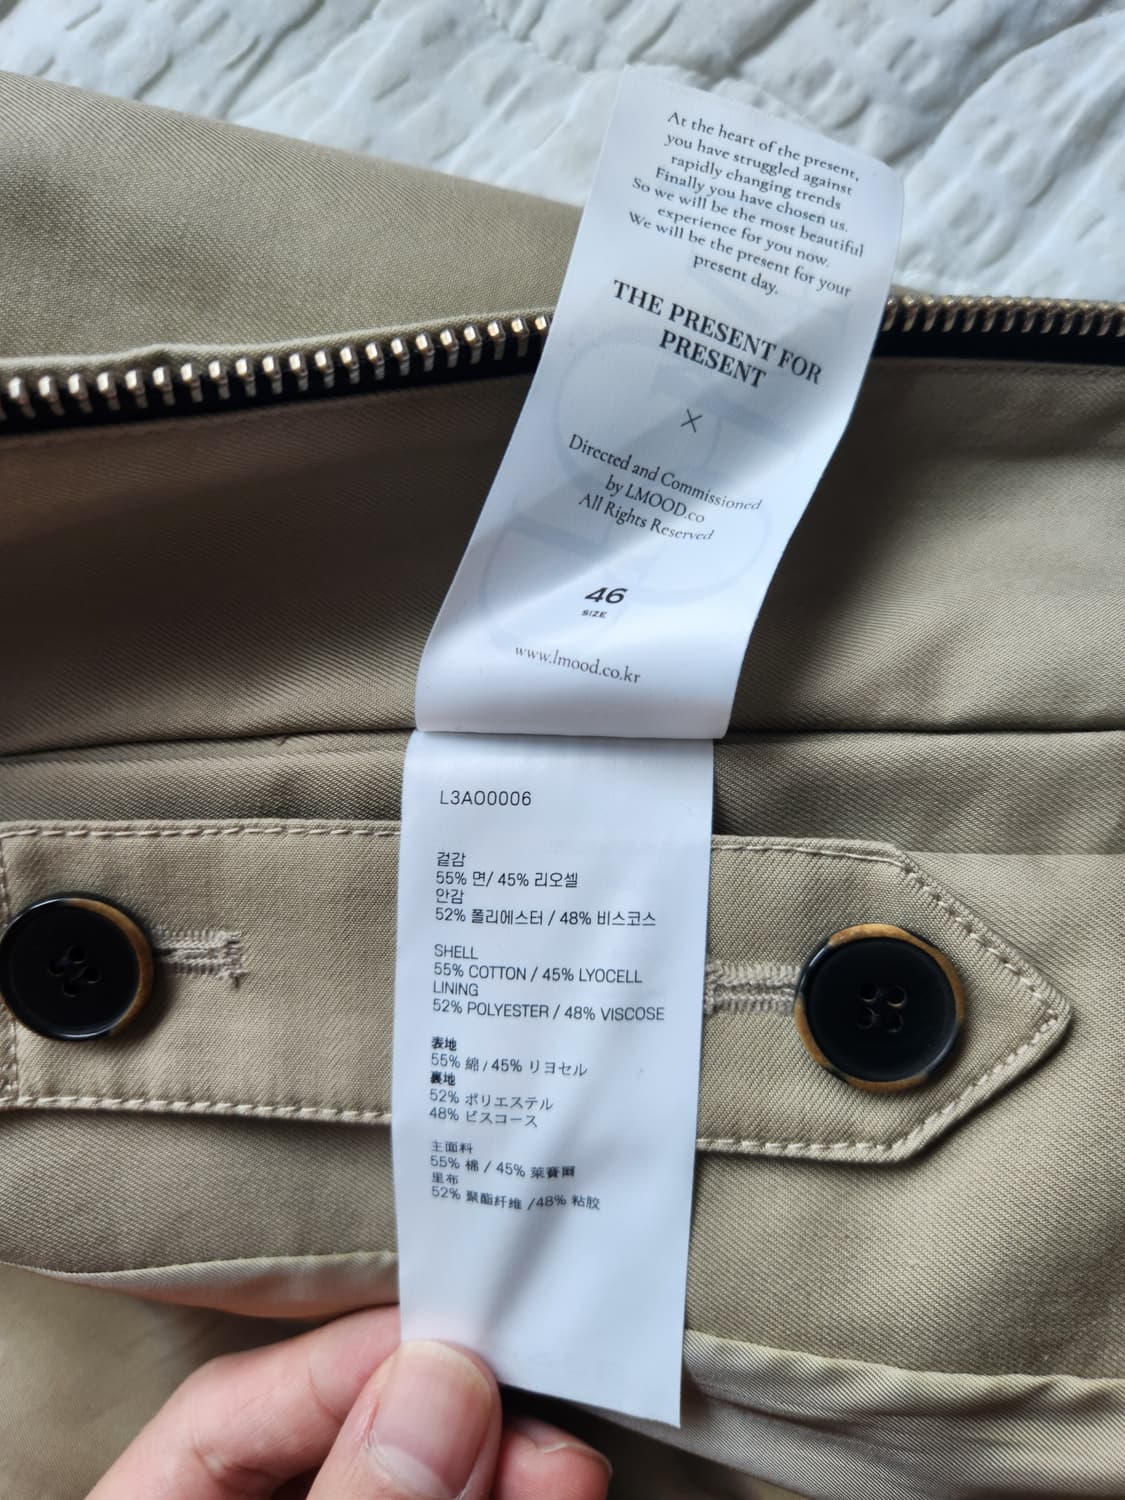 At the heart of the present,
you have struggled against
rapidly changing trends
Finally you have chosen us.
So we will be the most beautiful
experience for you now.
We will be the present for your
present day.
THE PRESENT FOR
PRESENT
×
Directed and Commissioned
by LMOOD.co
All Rights Reserved
46
SIZE
www.lmood.co.kr
L3AO0006
겉감
55% 면/ 45% 리오셀
안감
52% 폴리에스터 / 48% 비스코스
SHELL
55% COTTON / 45% LYOCELL
LINING
52% POLYESTER / 48% VISCOSE
表地
55% 綿 / 45% リヨセル
裏地
52% ポリエステル
48% ビスコース
主面料
55% 棉 / 45% 萊賽爾
里布
52% 聚酯纤维 /48% 粘胶